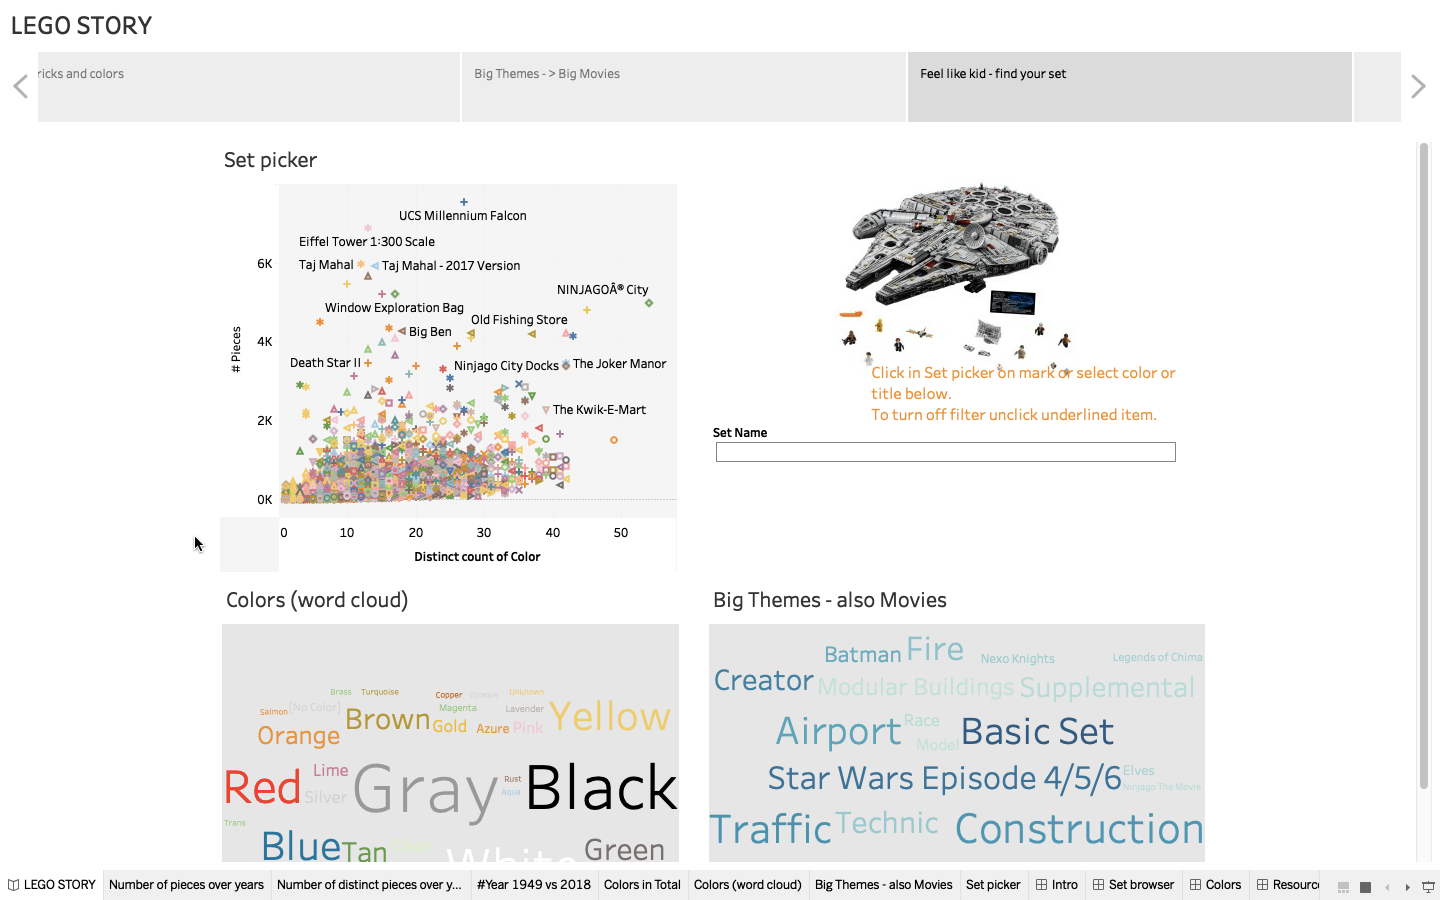 LEGO STORY
ricks and colors
Big Themes - > Big Movies
Feel like kid - find your set
Set picker
UCS Millennium Falcon
Eiffel Tower 1:300 Scale
6K
Taj Mahal
Taj Mahal - 2017 Version
NINJAGOÂ® City
Window Exploration Bag
Old Fishing Store
Big Ben
4K
# Pieces
Death Star II
Ninjago City Docks
The Joker Manor
The Kwik-E-Mart
2K
0K
0 10 20 30 40 50
Distinct count of Color
Click in Set picker on mark or select color or
title below.
To turn off filter unclick underlined item.
Set Name
Colors (word cloud)
Brass Turquoise Copper Opaque Unknown
Salmon [No Color] Brown Magenta Gold Lavender Azure Pink Yellow
Orange
Red Lime Silver Gray Rust Aqua Black
Trans
Blue Tan White Green
Big Themes - also Movies
Batman Fire Nexo Knights Legends of Chima
Creator Modular Buildings Supplemental
Airport Race Model Basic Set
Star Wars Episode 4/5/6 Elves Ninjago The Movie
Traffic Technic Construction
LEGO STORY Number of pieces over years Number of distinct pieces over y... #Year 1949 vs 2018 Colors in Total Colors (word cloud) Big Themes - also Movies Set picker Intro Set browser Colors Resourc